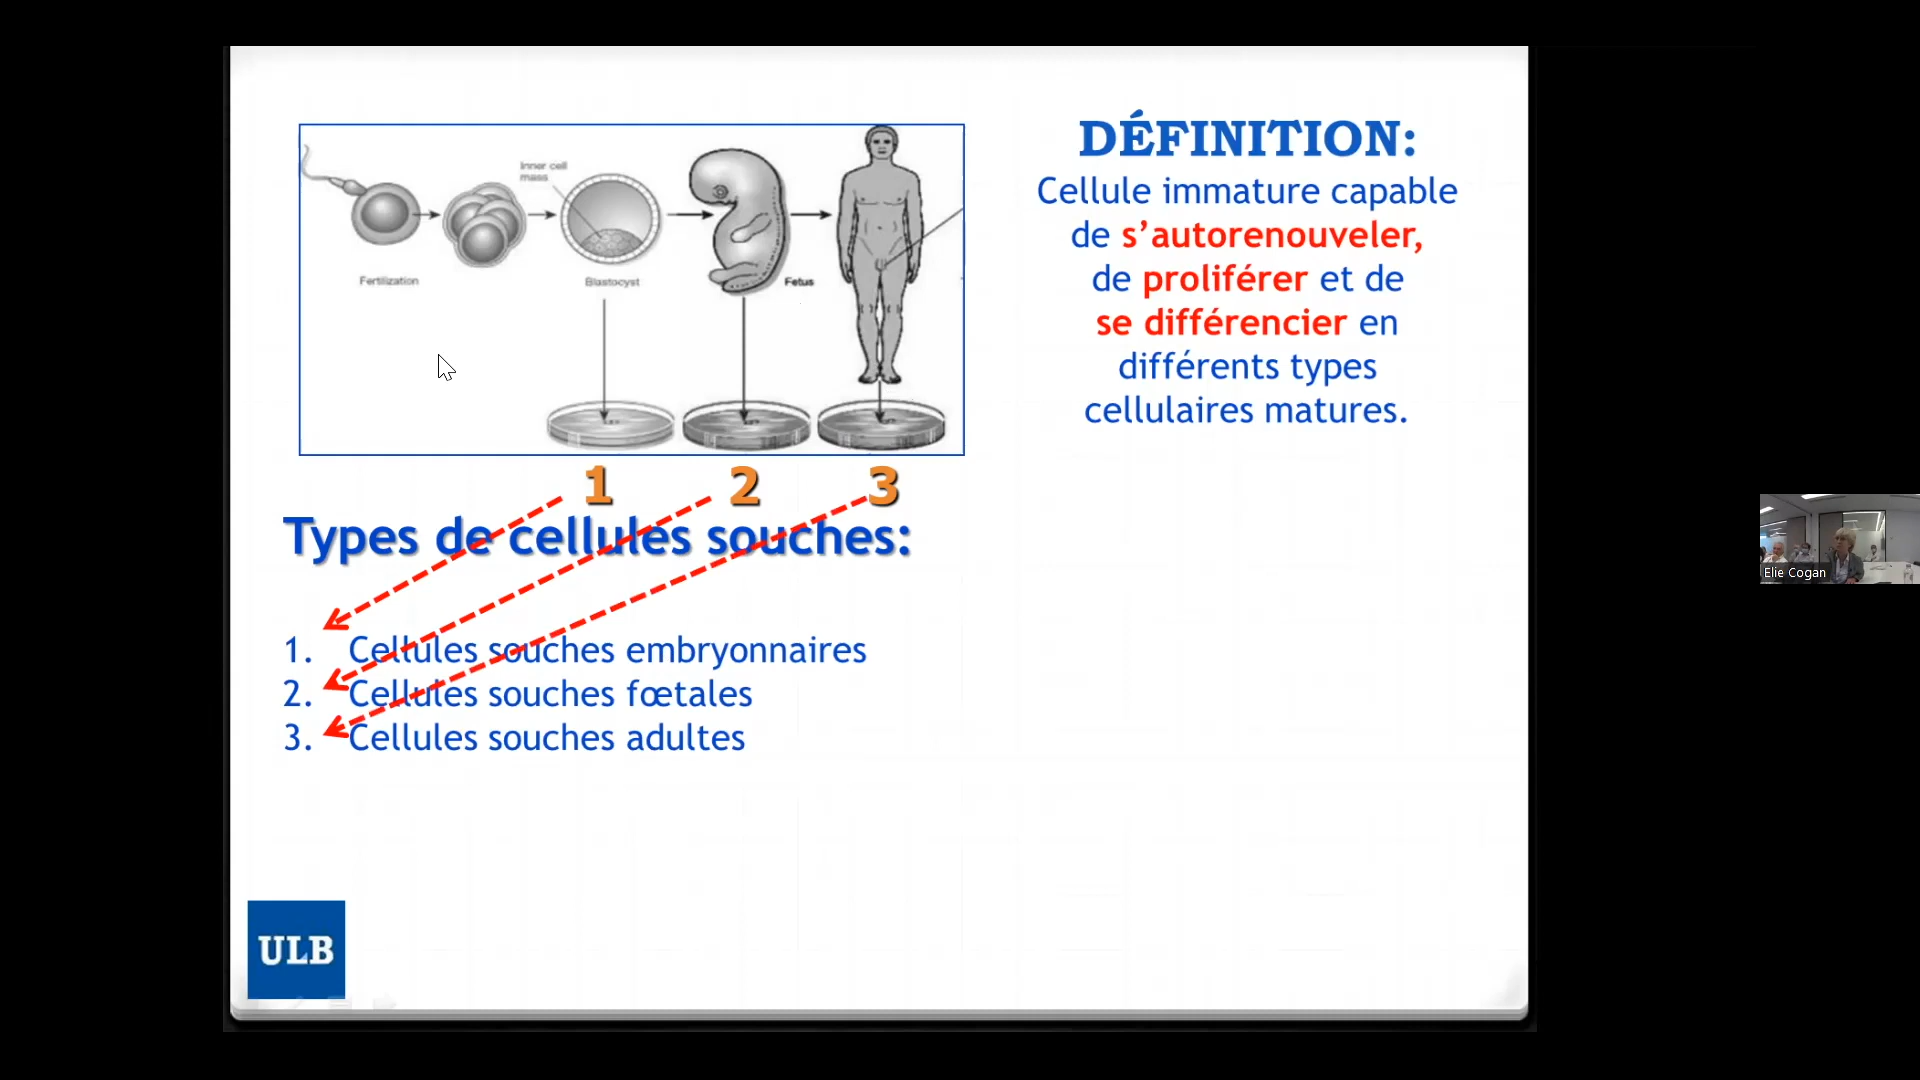 Inner cell
mass
Fertilization
Blastocyst
Fetus
1 2 3
DÉFINITION:
Cellule immature capable
de s’autorenouveler,
de proliférer et de
se différencier en
différents types
cellulaires matures.
Types de cellules souches:
1. Cellules souches embryonnaires
2. Cellules souches fœtales
3. Cellules souches adultes
ULB
Elie Cogan